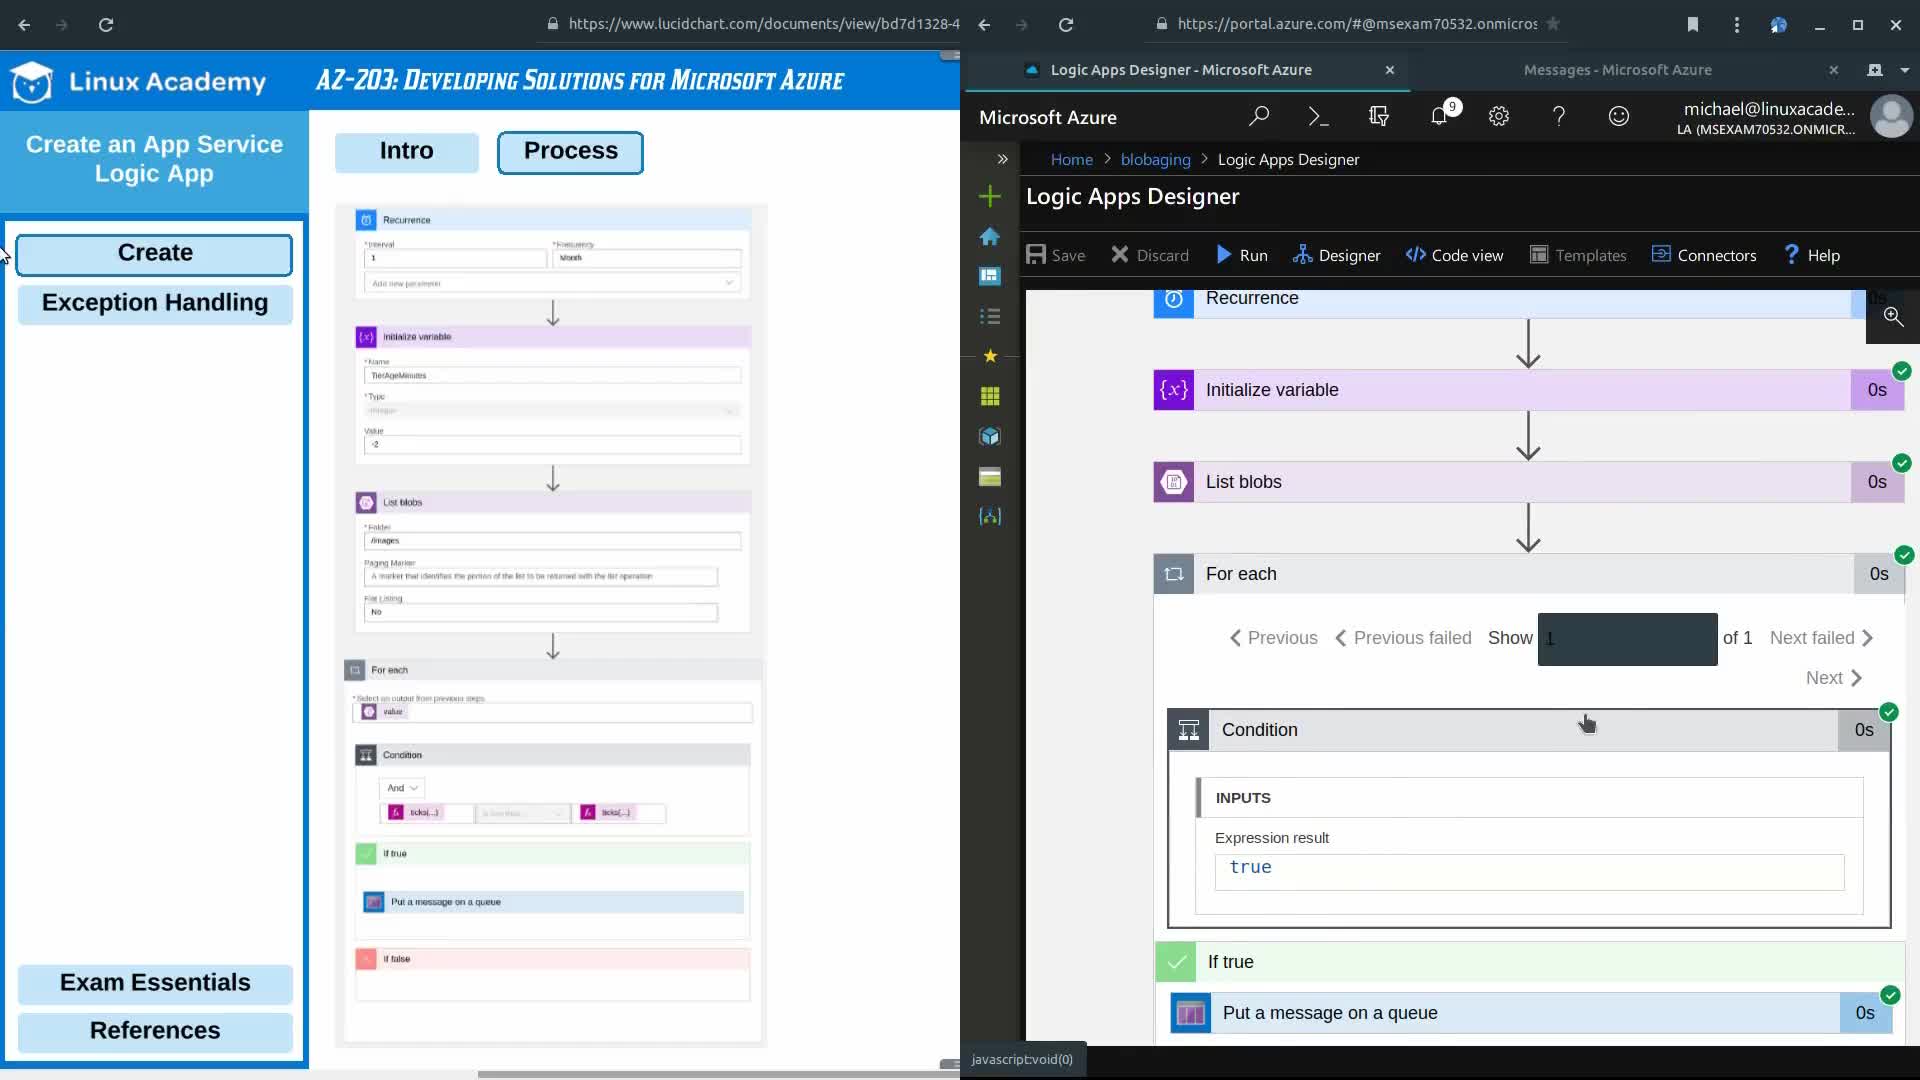 https://www.lucidchart.com/documents/view/bd7d1328-4
Linux Academy
AZ-203: Developing Solutions for Microsoft Azure
Create an App Service
Logic App
Intro
Process
Create
Exception Handling
Exam Essentials
References
Recurrence
* Interval
* Frequency
1
Month
Add new parameter
{x}
Initialize variable
* Name
TierAgeMinutes
* Type
Integer
Value
-2
List blobs
* Folder
/images
Paging Marker
A marker that identifies the portion of the list to be returned with the list operation
Flat Listing
No
For each
* Select an output from previous steps
value
Condition
And
ticks(...)
is less than...
ticks(...)
If true
Put a message on a queue
If false
https://portal.azure.com/#@msexam70532.onmicros
Logic Apps Designer - Microsoft Azure
Messages - Microsoft Azure
Microsoft Azure
9
michael@linuxacade...
LA (MSEXAM70532.ONMICR...
Home > blobaging > Logic Apps Designer
Logic Apps Designer
Save
Discard
Run
Designer
Code view
Templates
Connectors
Help
Recurrence
0s
{x}
Initialize variable
0s
List blobs
0s
For each
0s
Previous
Previous failed
Show
1
of 1
Next failed
Next
Condition
0s
INPUTS
Expression result
true
If true
Put a message on a queue
0s
javascript:void(0)